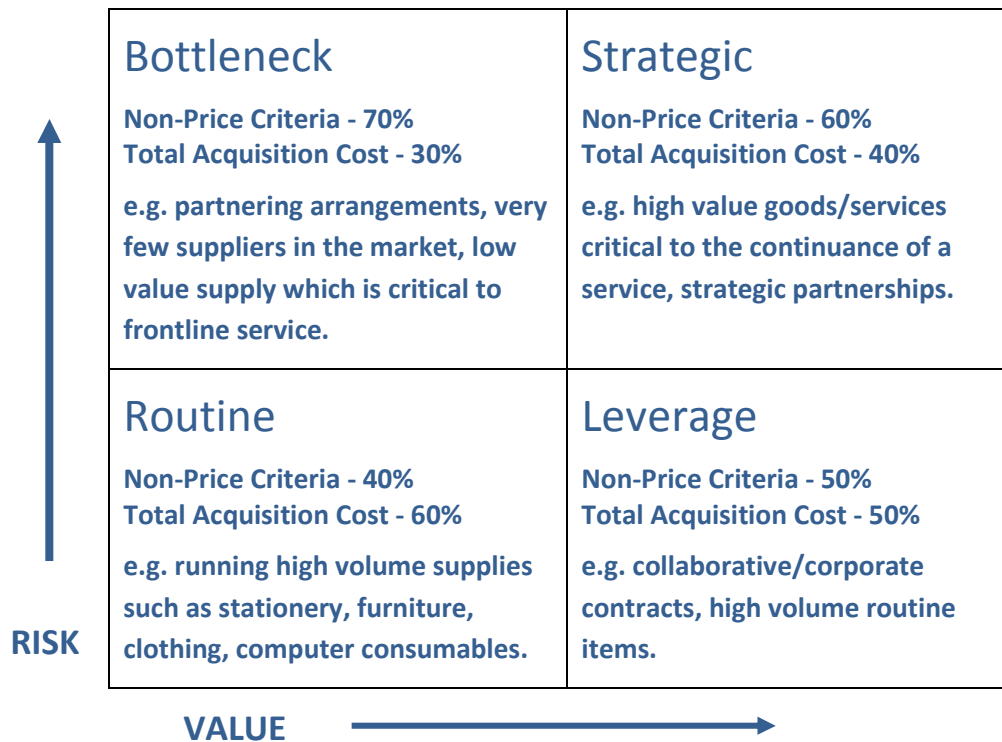 Bottleneck
Non-Price Criteria - 70%
Total Acquisition Cost - 30%
e.g. partnering arrangements, very
few suppliers in the market, low
value supply which is critical to
frontline service.
Strategic
Non-Price Criteria - 60%
Total Acquisition Cost - 40%
e.g. high value goods/services
critical to the continuance of a
service, strategic partnerships.
Routine
Non-Price Criteria - 40%
Total Acquisition Cost - 60%
e.g. running high volume supplies
such as stationery, furniture,
clothing, computer consumables.
Leverage
Non-Price Criteria - 50%
Total Acquisition Cost - 50%
e.g. collaborative/corporate
contracts, high volume routine
items.
RISK
VALUE